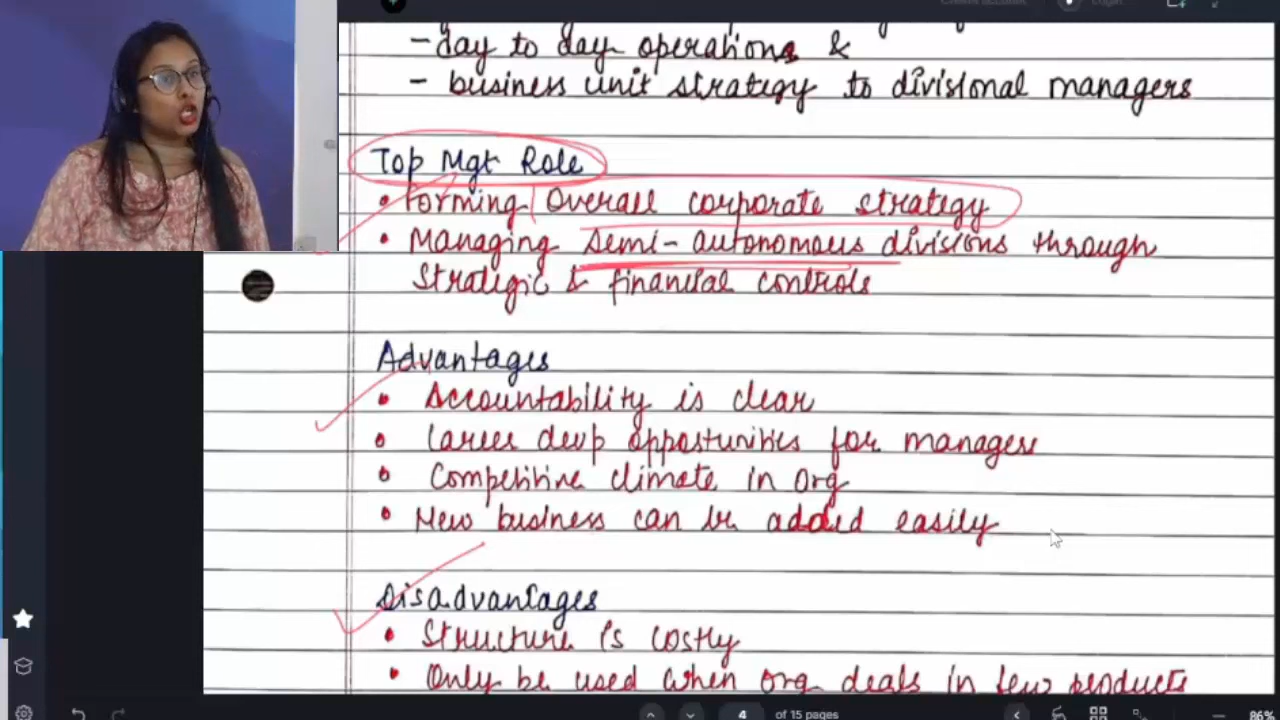 - day to day operations &
- business unit strategy to divisional managers
Top Mgt Role
• Forming Overall corporate strategy
• Managing semi-autonomous divisions through
Strategic & financial controls
Advantages
• Accountability is clear
• Career devp opportunities for managers
• Competitive climate in org
• New business can be added easily
Disadvantages
• Structure is costly
• Only be used when org deals in few products
4 of 15 pages
86%